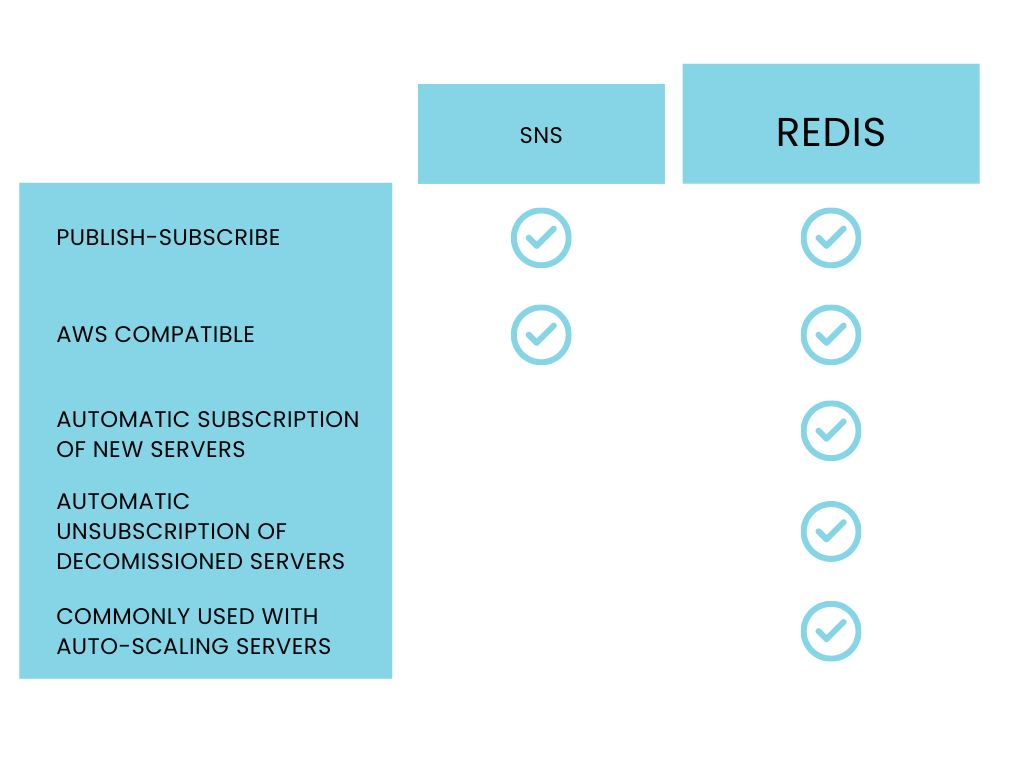 SNS
REDIS
PUBLISH-SUBSCRIBE
AWS COMPATIBLE
AUTOMATIC SUBSCRIPTION
OF NEW SERVERS
AUTOMATIC
UNSUBSCRIPTION OF
DECOMISSIONED SERVERS
COMMONLY USED WITH
AUTO-SCALING SERVERS